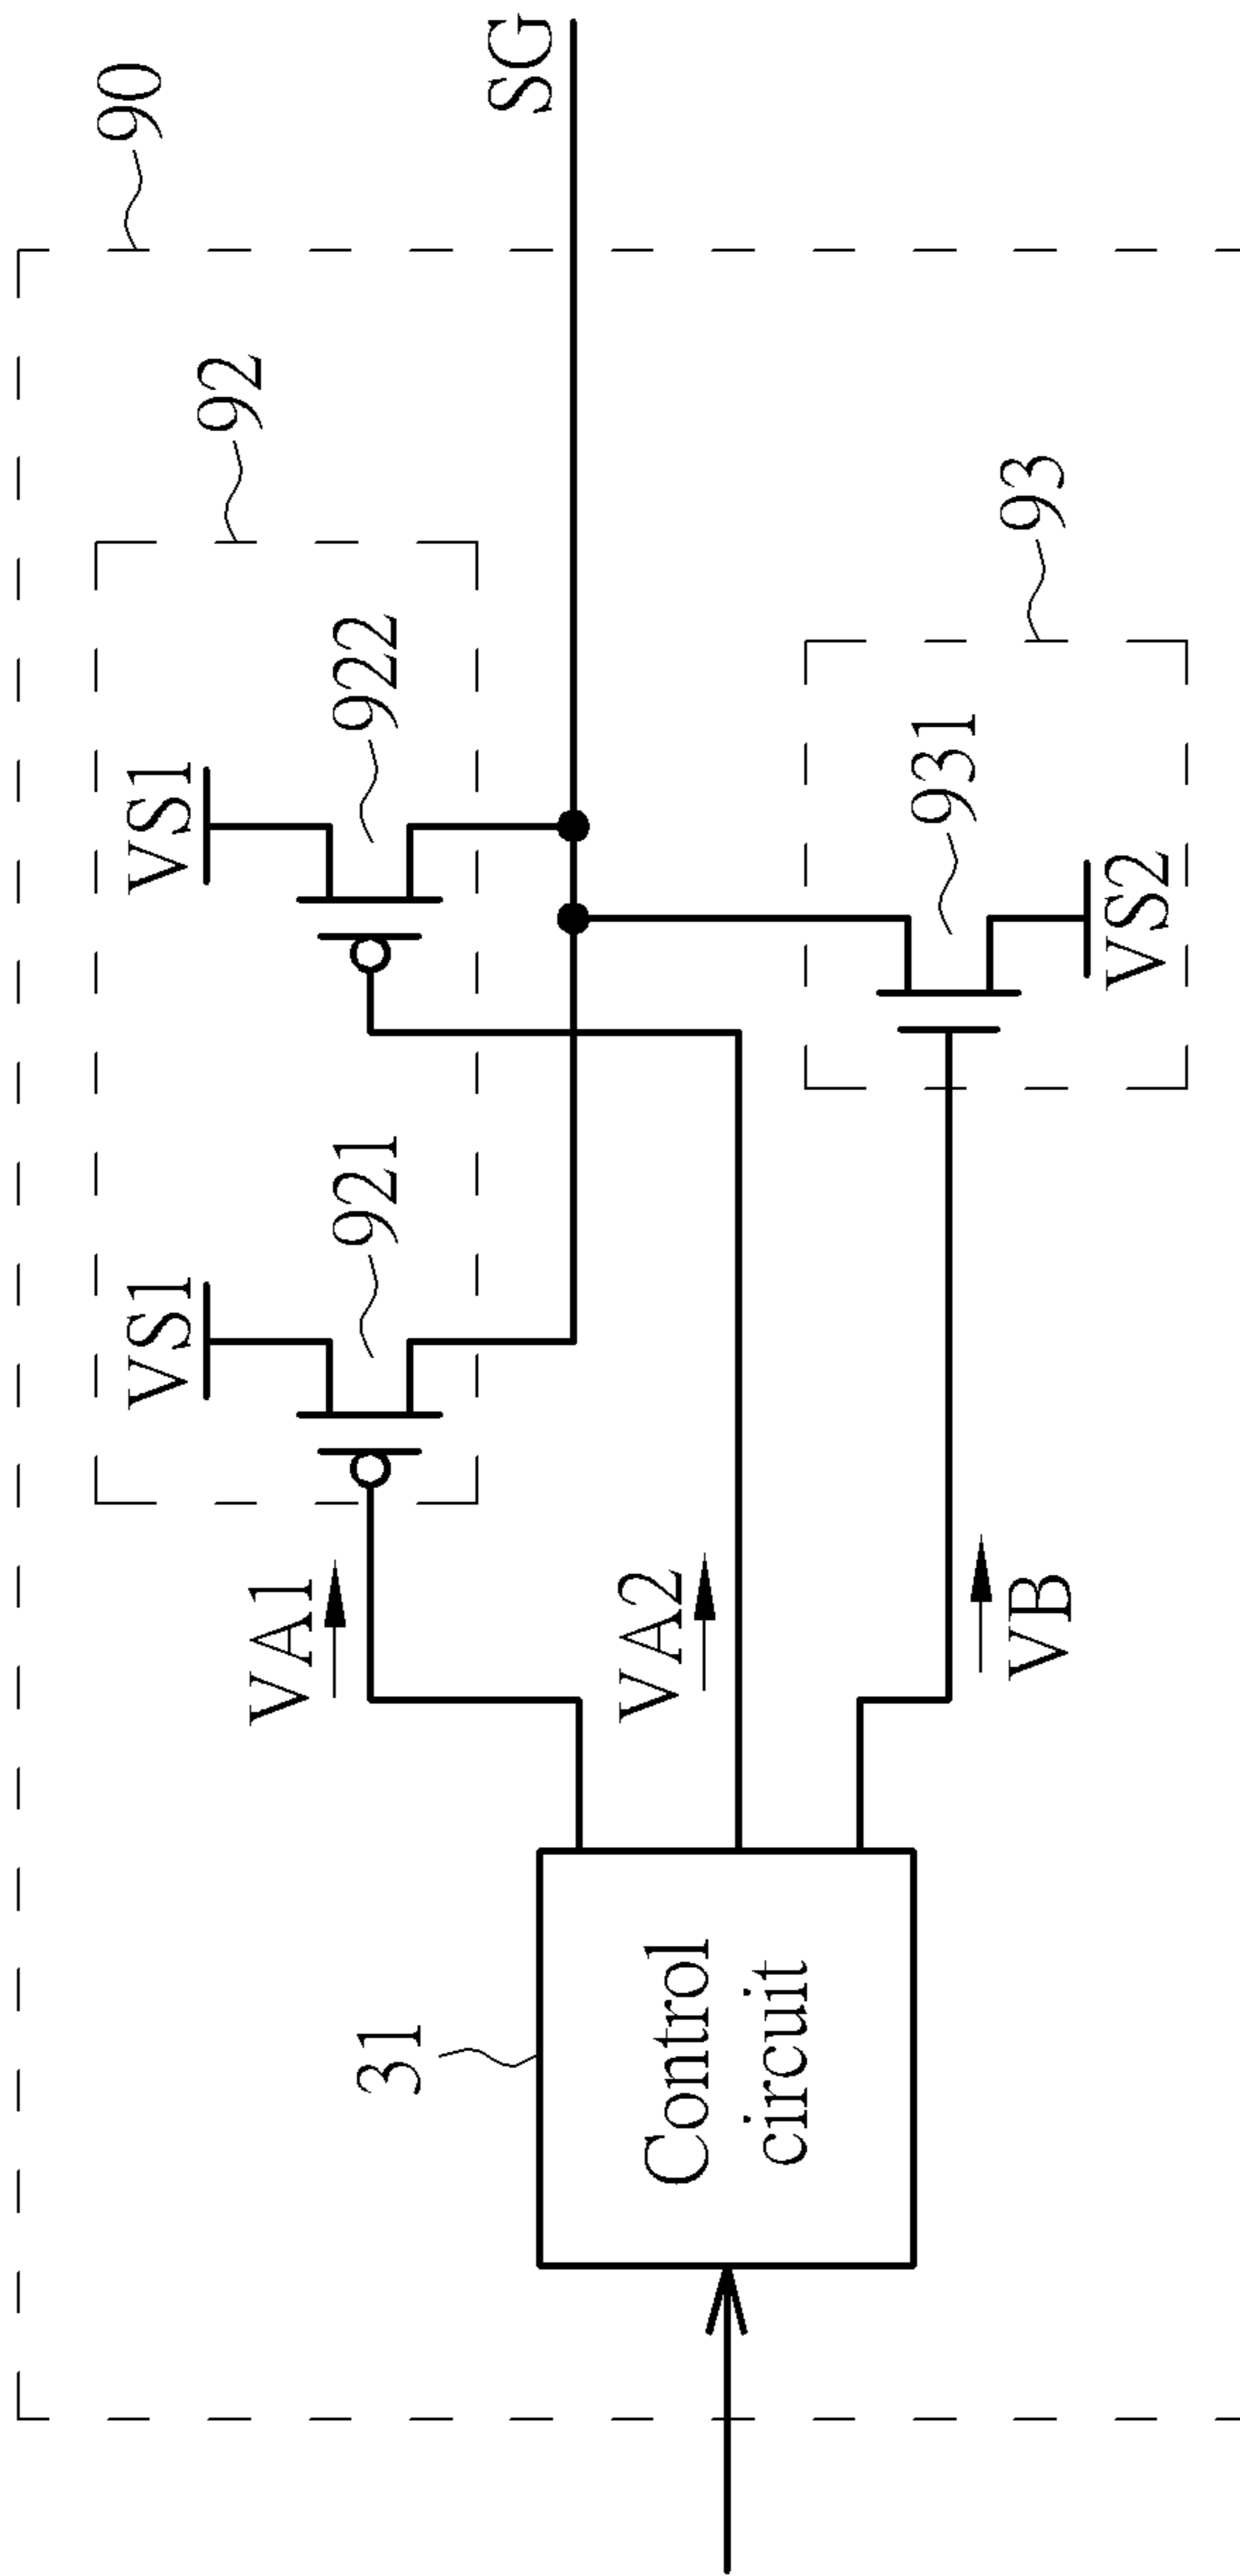 90
92
VS1
VS1
922
921
SG
VA1
31
VA2
Control
circuit
93
931
VS2
VB